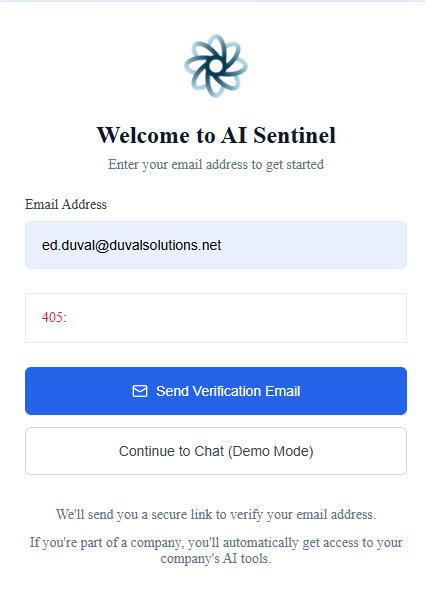 Welcome to AI Sentinel
Enter your email address to get started
Email Address
ed.duval@duvalsolutions.net
405:
Send Verification Email
Continue to Chat (Demo Mode)
We'll send you a secure link to verify your email address.
If you're part of a company, you'll automatically get access to your
company's AI tools.